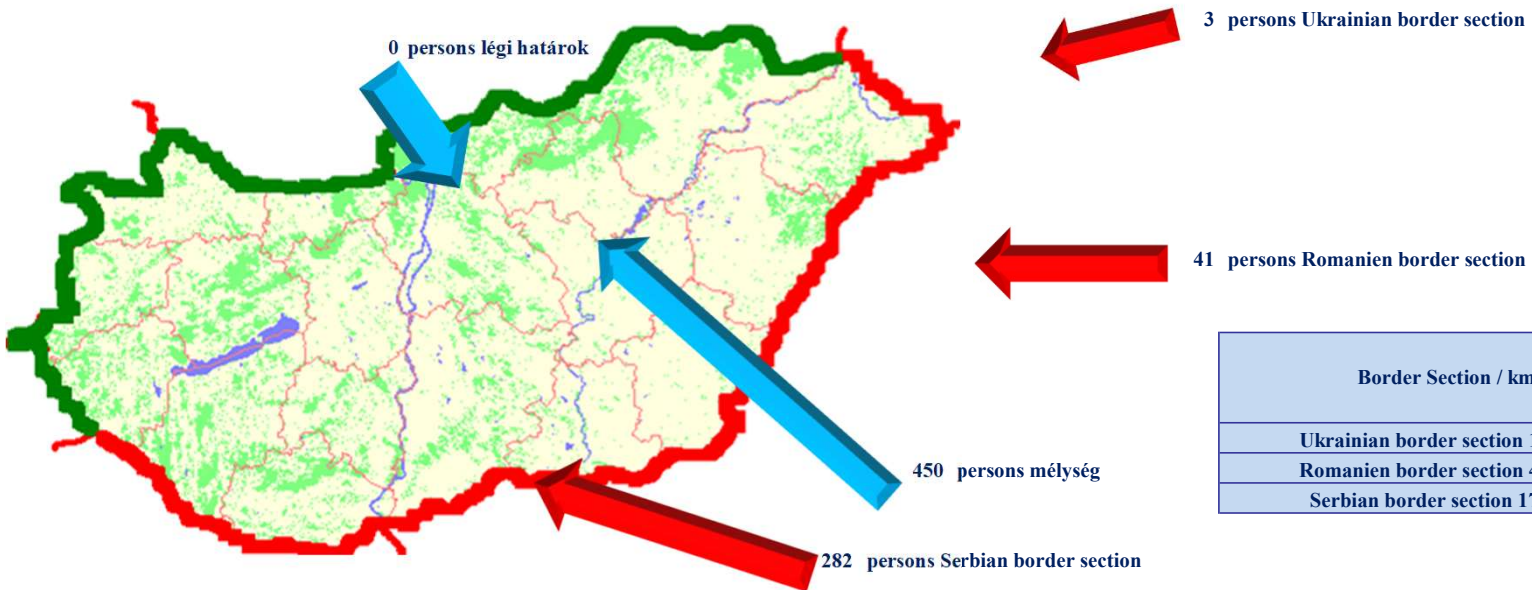 3 persons Ukrainian border section
0 persons légi határok
41 persons Romanien border section
Border Section / km
Ukrainian border section
Romanien border section
450 persons mélység
Serbian border section
282 persons Serbian border section